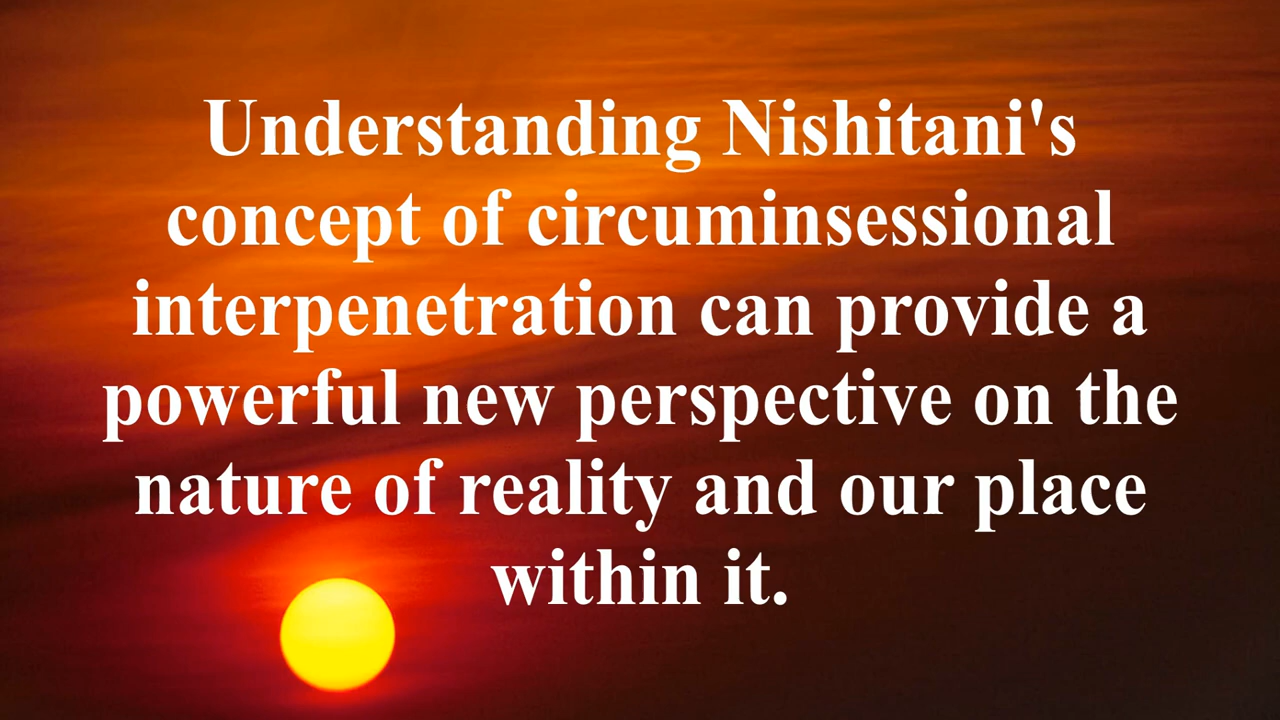 Understanding Nishitani's
concept of circuminsessional
interpenetration can provide a
powerful new perspective on the
nature of reality and our place
within it.